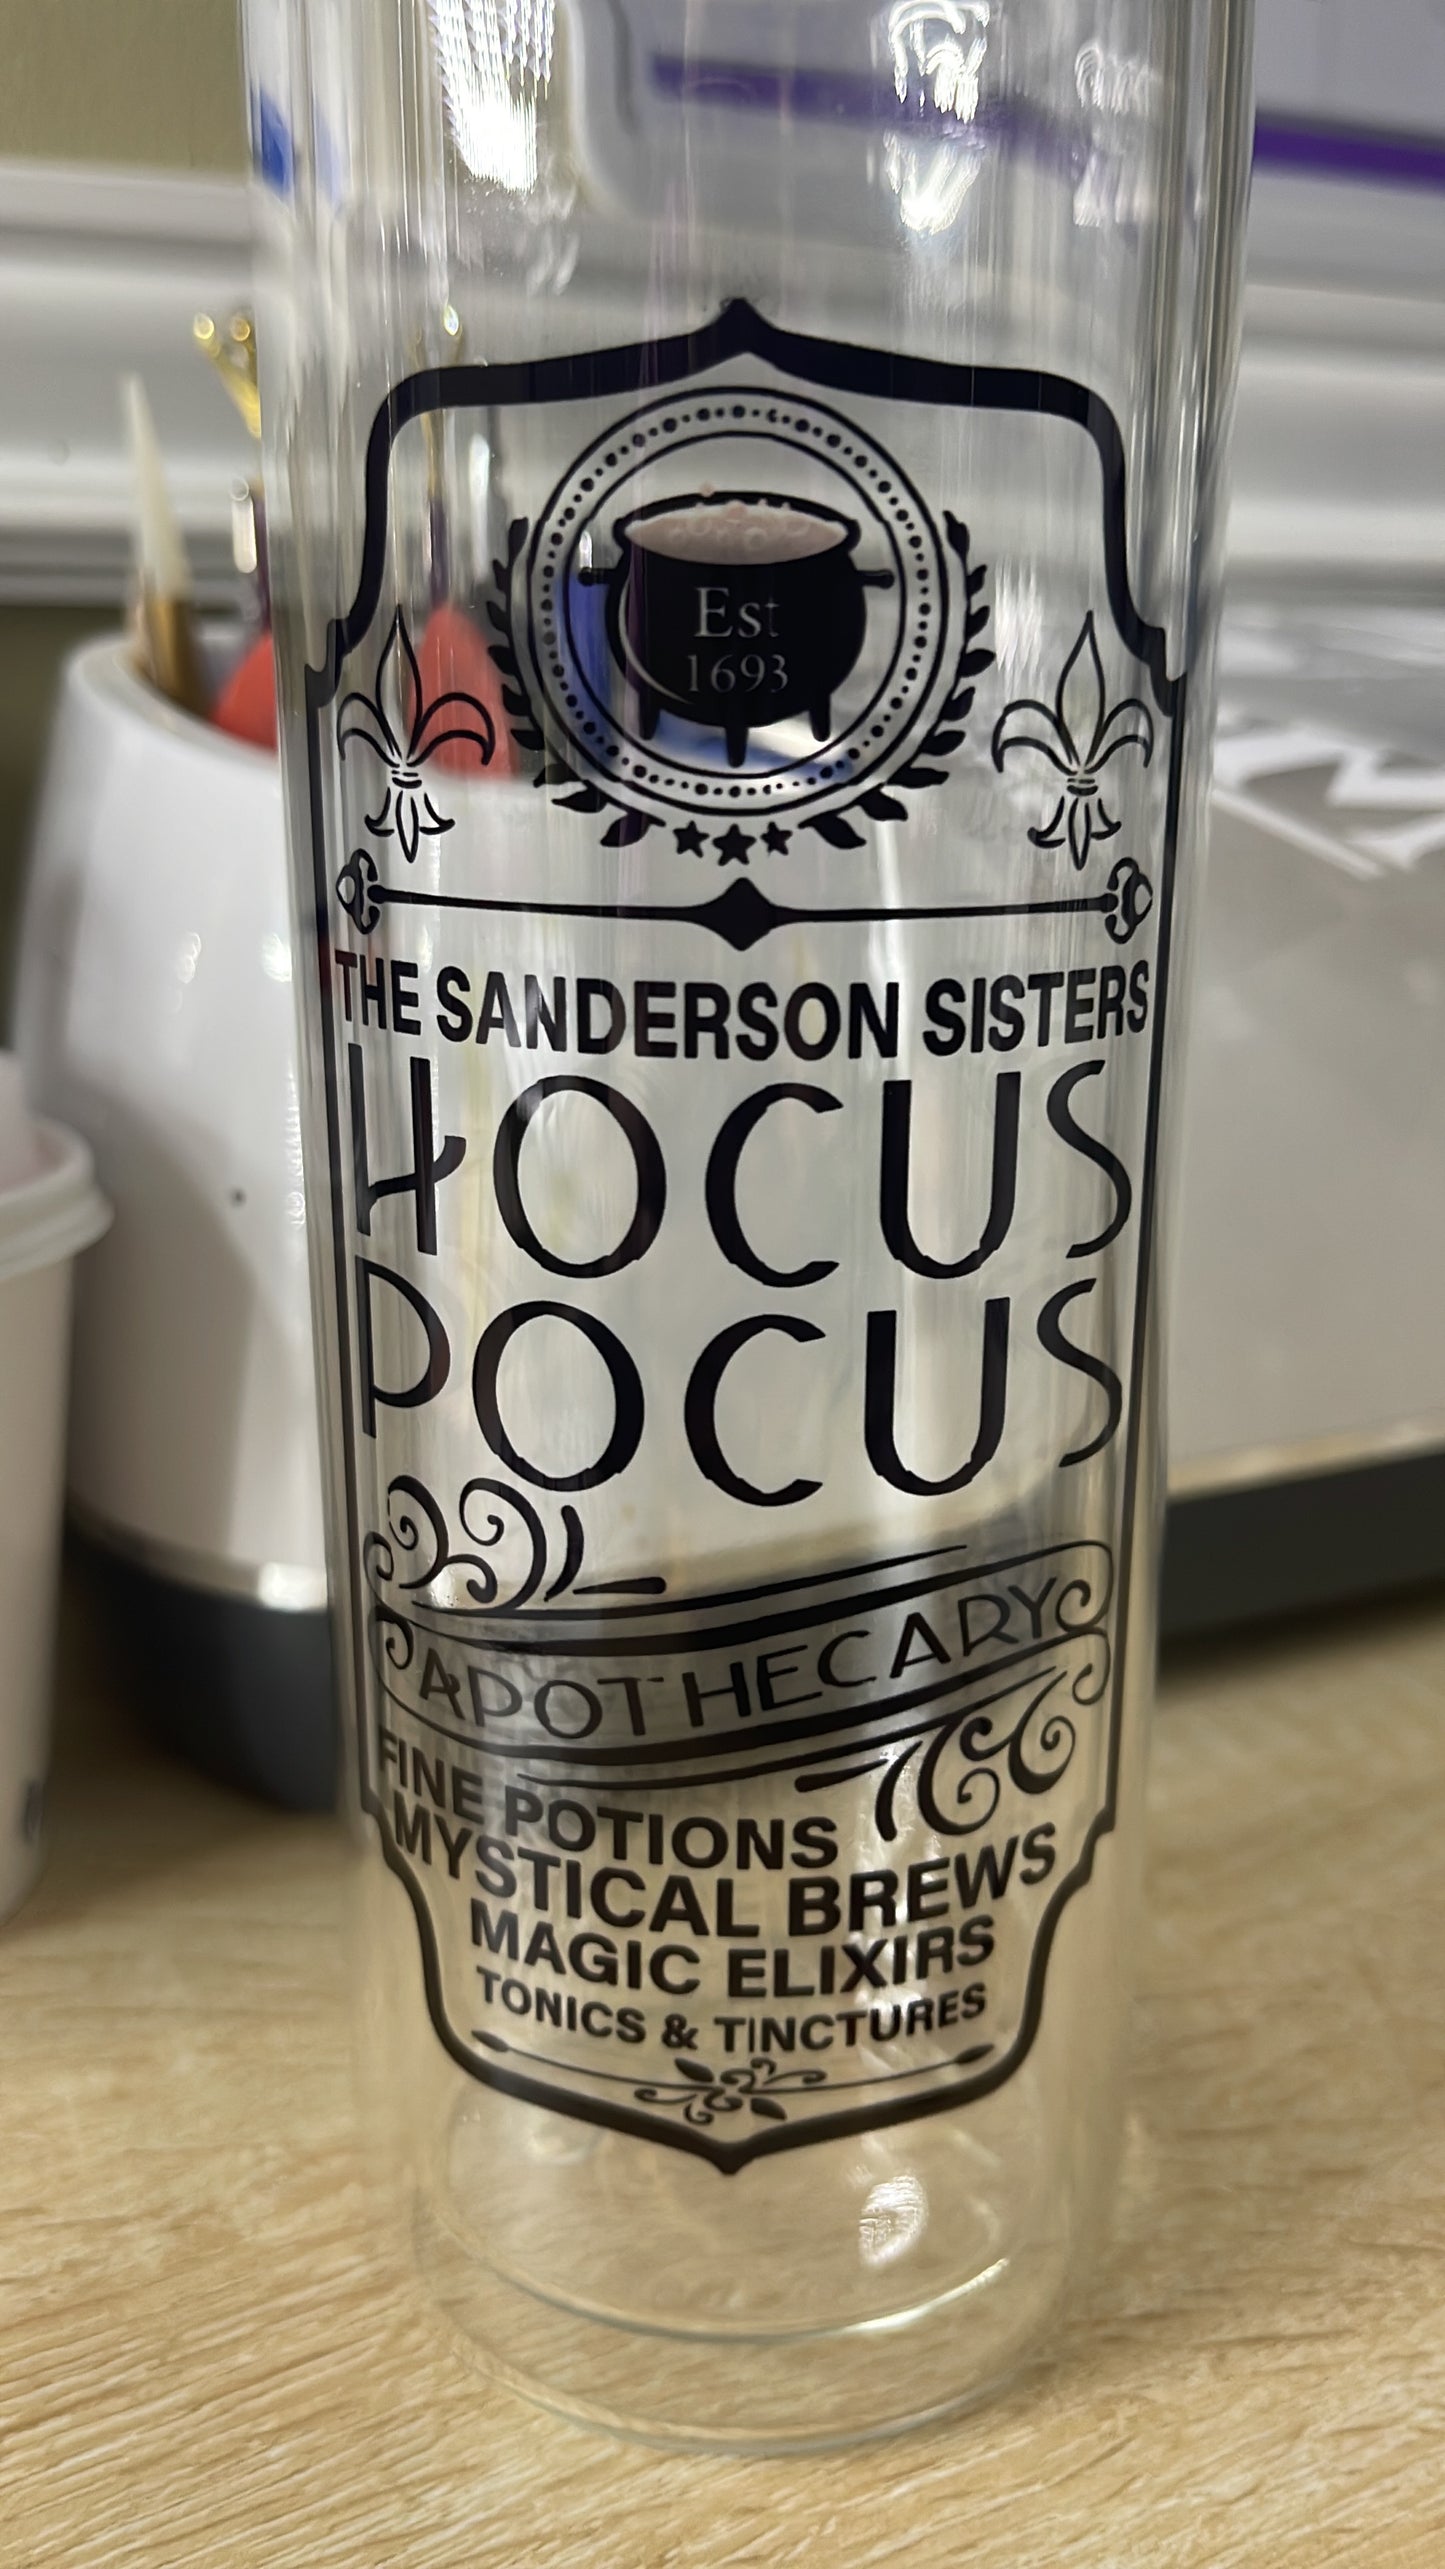 Est
1693
THE SANDERSON SISTERS
HOCUS
POCUS
APOTHECARY
FINE POTIONS
MYSTICAL BREWS
MAGIC ELIXIRS
TONICS & TINCTURES